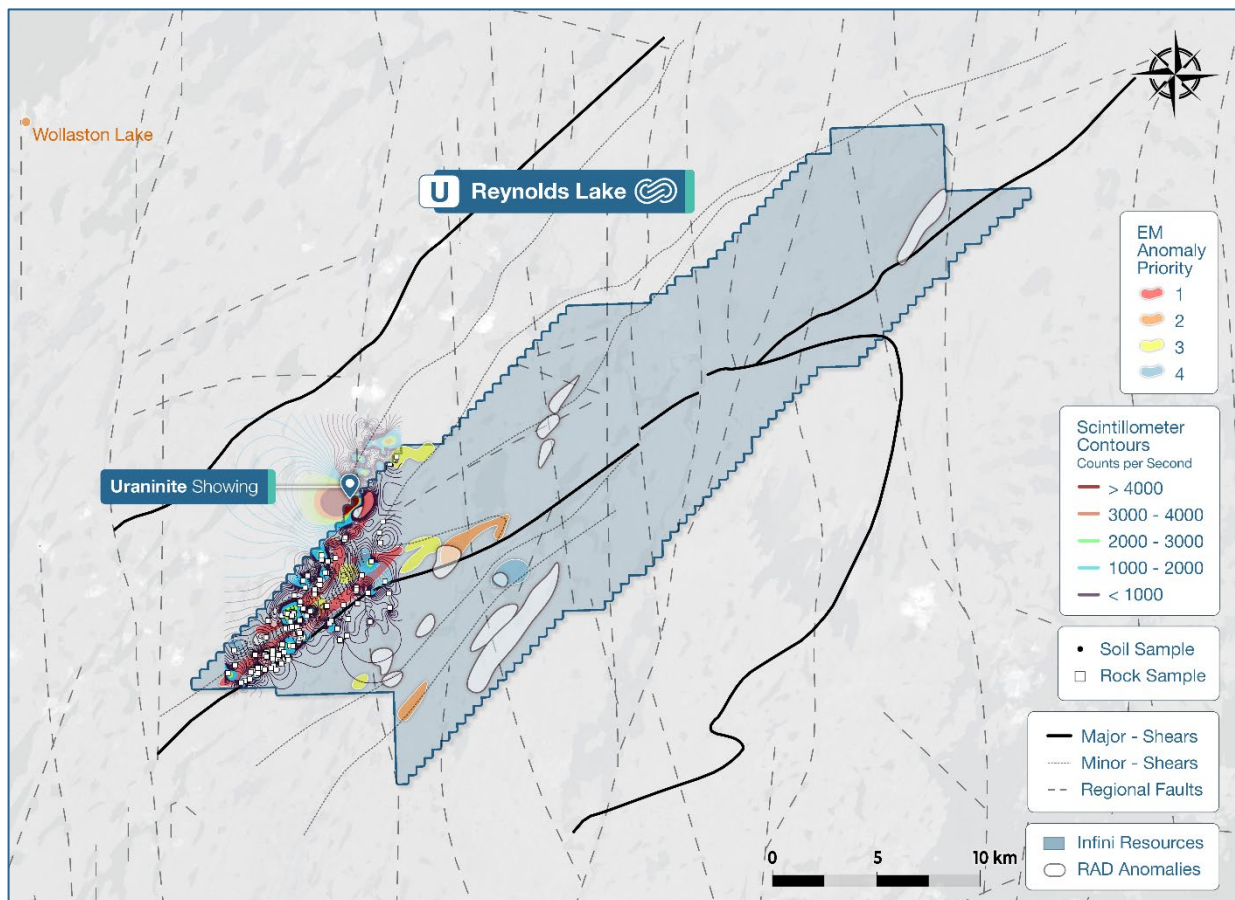 Wollaston Lake
U Reynolds Lake
Uraninite Showing
EM
Anomaly
Priority
1
2
3
4
Scintillometer
Contours
Counts per Second
> 4000
3000 - 4000
2000 - 3000
1000 - 2000
< 1000
Soil Sample
Rock Sample
Major - Shears
Minor - Shears
Regional Faults
Infini Resources
RAD Anomalies
0 5 10 km